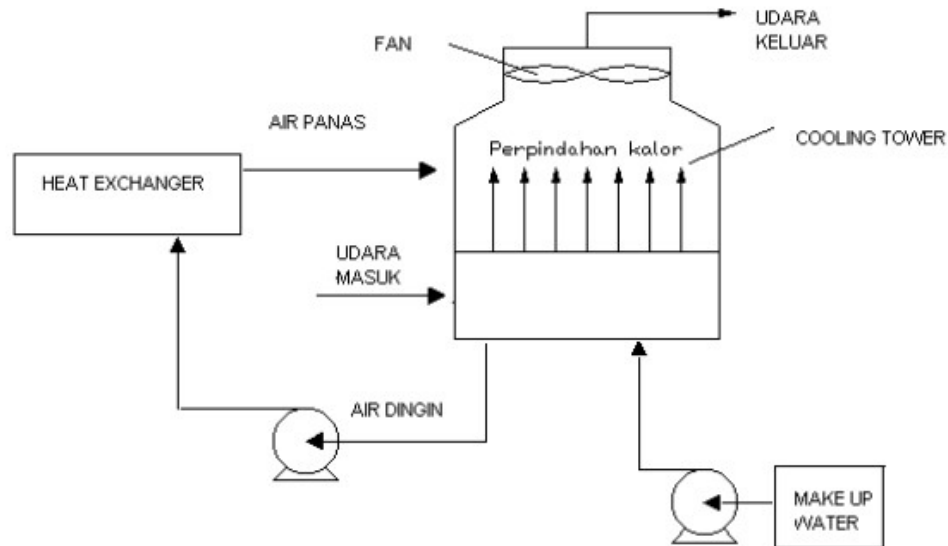 UDARA
KELUAR
FAN
AIR PANAS
Perpindahan kalor
COOLING TOWER
HEAT EXCHANGER
UDARA
MASUK
AIR DINGIN
MAKE UP
WATER